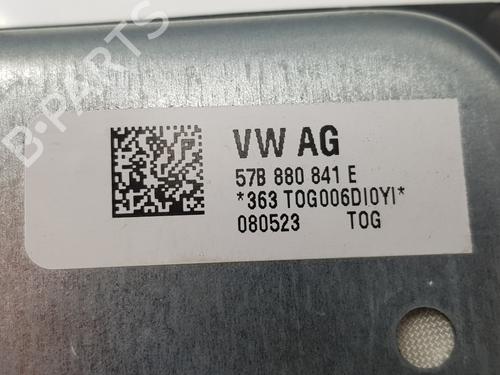 B-PARTS
VW AG
57B 880 841 E
*363 TOG006DI0YI*
080523 TOG